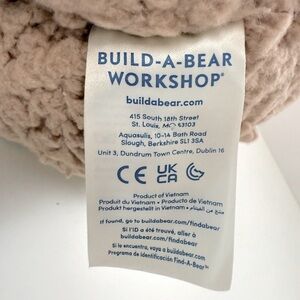 BUILD-A-BEAR
WORKSHOP®
buildabear.com
415 South 18th Street
St. Louis, MO 63103
Aquasulis, 10-14 Bath Road
Slough, Berkshire SL1 3SA
Unit 3, Dundrum Town Centre, Dublin 16
CE UK
CA
Product of Vietnam
Produit du Vietnam • Producto de Vietnam
Produkt hergestellt in Vietnam • منتج من فيتنام
If found, go to buildabear.com/findabear
Si l'ID a été trouvé, aller à
buildabear.com/findabear
Si lo encuentra, vaya a buildabear.com
Programa de identificación Find-A-Bear™